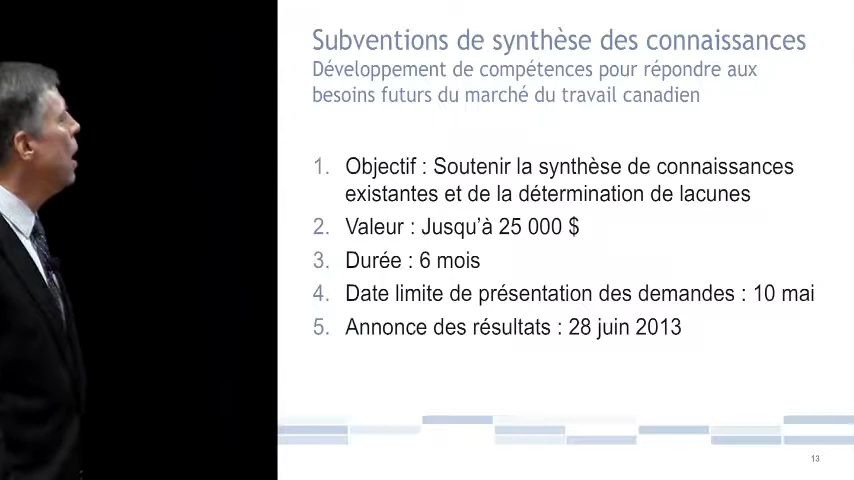 Subventions de synthèse des connaissances
Développement de compétences pour répondre aux
besoins futurs du marché du travail canadien
1. Objectif : Soutenir la synthèse de connaissances
existantes et de la détermination de lacunes
2. Valeur : Jusqu'à 25 000 $
3. Durée : 6 mois
4. Date limite de présentation des demandes : 10 mai
5. Annonce des résultats : 28 juin 2013
13